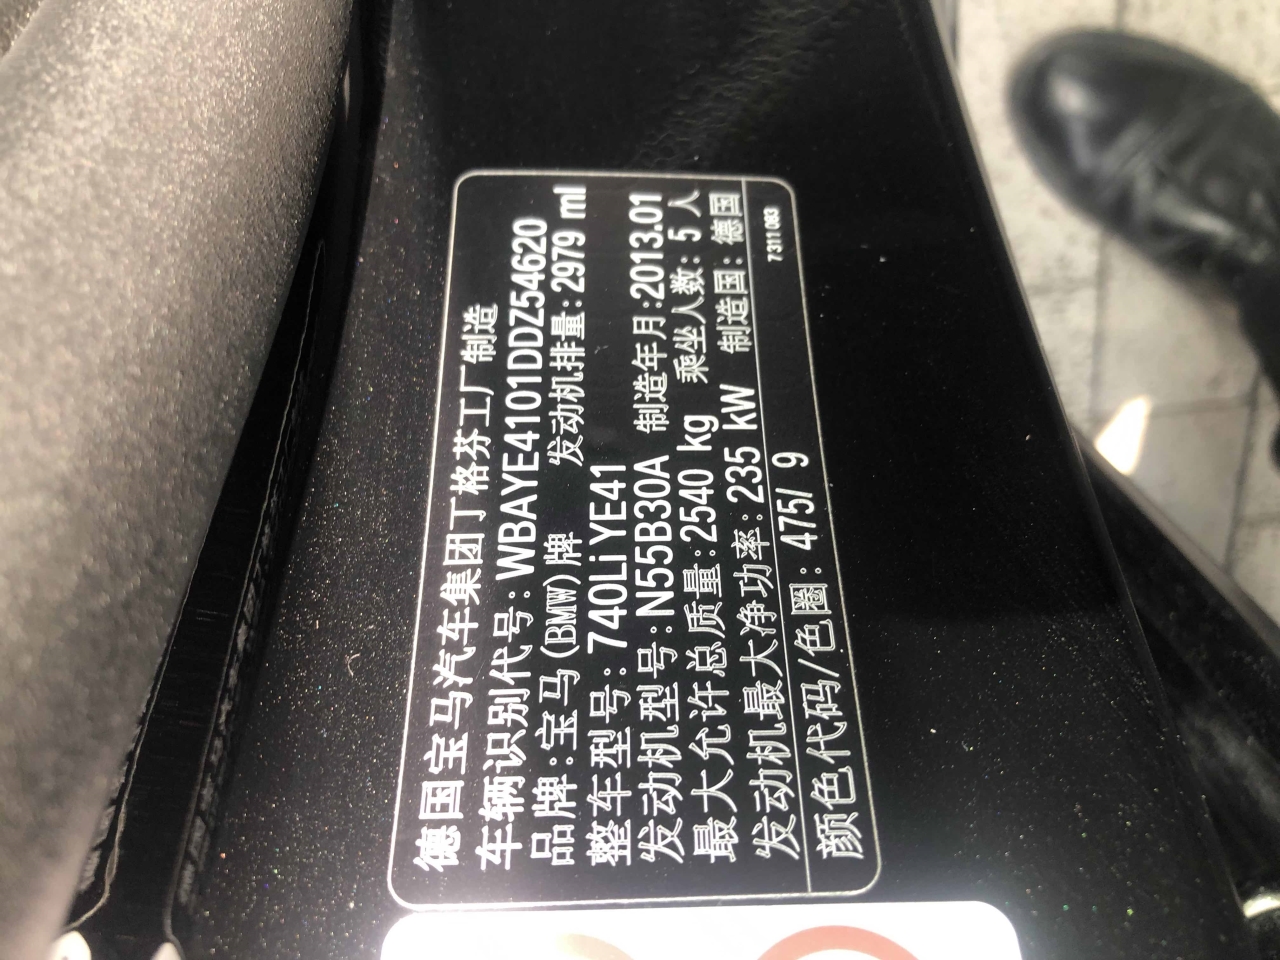 德国宝马汽车集团丁格芬工厂制造
车辆识别代号:WBAYE4101DDZ54620
品牌:宝马(BMW)牌 发动机排量:2979 ml
整车型号:740Li YE41
发动机型号:N55B30A 制造年月:2013.01
最大允许总质量:2540 kg 乘坐人数:5 人
发动机最大净功率:235 kW 制造国:德国
颜色代码/色圈:475/ 9
7 311 083